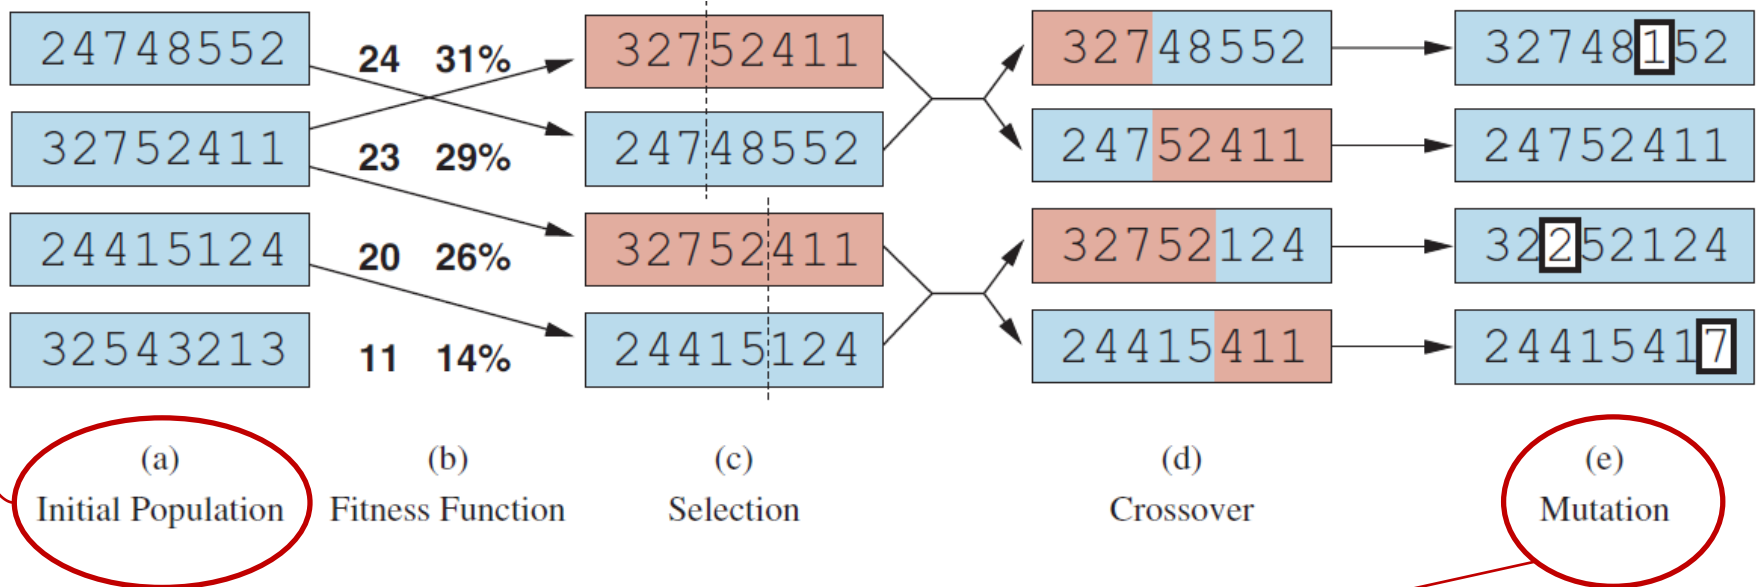 24748552 24 31% 32752411 32748552 32748152
32752411 23 29% 24748552 24752411 24752411
24415124 20 26% 32752411 32752124 32252124
32543213 11 14% 24415124 24415411 24415417
(a) (b) (c) (d) (e)
Initial Population Fitness Function Selection Crossover Mutation